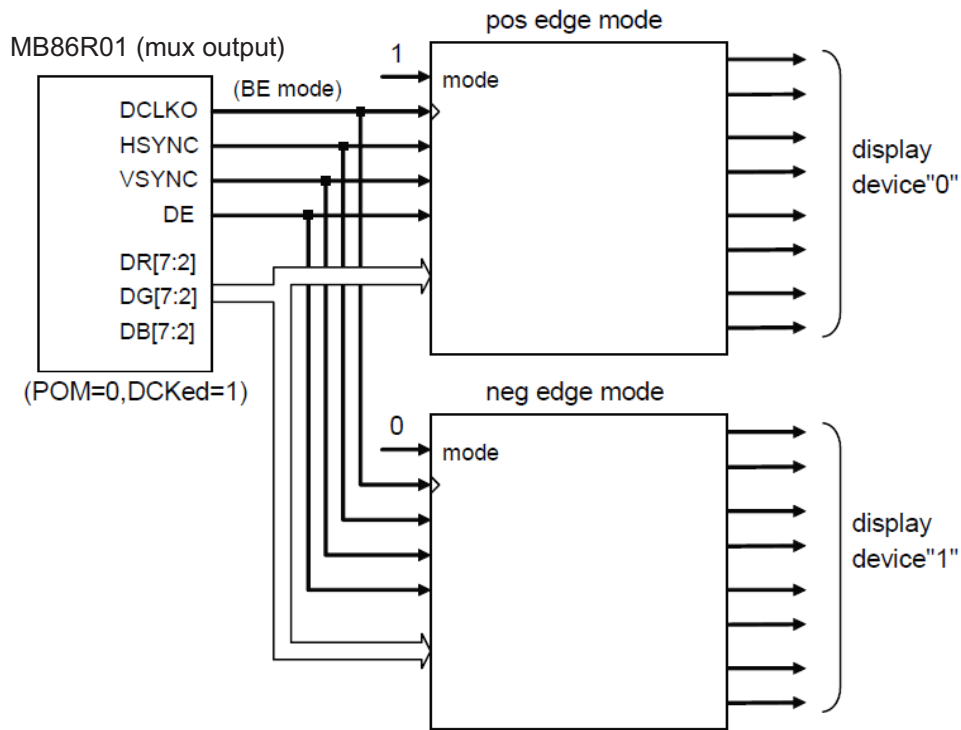 pos edge mode
MB86R01 (mux output)
1
mode
(BE mode)
DCLKO
HSYNC
VSYNC
DE
DR[7:2]
DG[7:2]
DB[7:2]
(POM=0,DCKed=1)
display
device"0"
neg edge mode
0
mode
display
device"1"